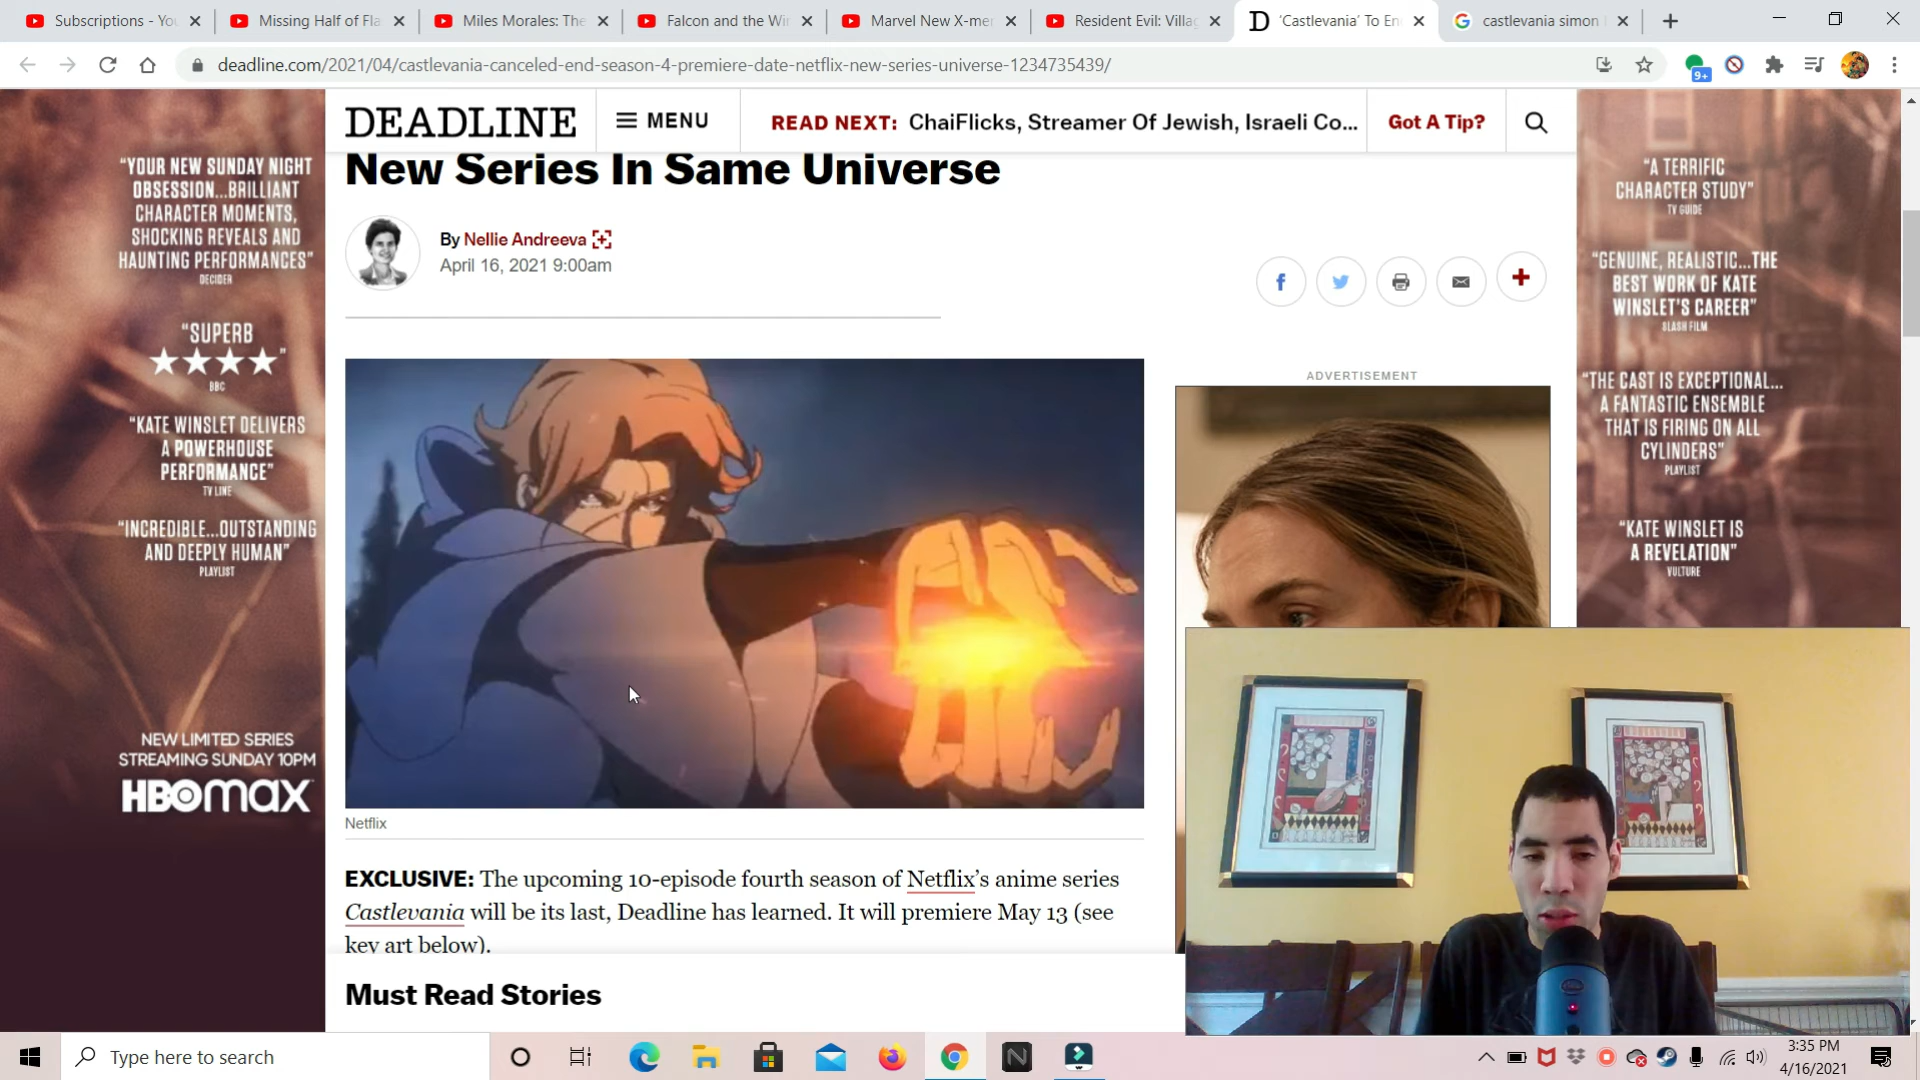 Subscriptions - You
Missing Half of Fla
Miles Morales: The
Falcon and the Wi
Marvel New X-me
Resident Evil: Villag
'Castlevania' To En
castlevania simon
deadline.com/2021/04/castlevania-canceled-end-season-4-premiere-date-netflix-new-series-universe-1234735439/
9+
DEADLINE
MENU
READ NEXT: ChaiFlicks, Streamer Of Jewish, Israeli Co...
Got A Tip?
New Series In Same Universe
By Nellie Andreeva
April 16, 2021 9:00am
"YOUR NEW SUNDAY NIGHT
OBSESSION...BRILLIANT
CHARACTER MOMENTS,
SHOCKING REVEALS AND
HAUNTING PERFORMANCES"
DECIDER
"SUPERB
★★★★"
BBC
"KATE WINSLET DELIVERS
A POWERHOUSE
PERFORMANCE"
TV LINE
"INCREDIBLE...OUTSTANDING
AND DEEPLY HUMAN"
PLAYLIST
NEW LIMITED SERIES
STREAMING SUNDAY 10PM
HBOMAX
ADVERTISEMENT
"A TERRIFIC
CHARACTER STUDY"
TV GUIDE
"GENUINE, REALISTIC...THE
BEST WORK OF KATE
WINSLET'S CAREER"
SLASH FILM
"THE CAST IS EXCEPTIONAL...
A FANTASTIC ENSEMBLE
THAT IS FIRING ON ALL
CYLINDERS"
PLAYLIST
"KATE WINSLET IS
A REVELATION"
VULTURE
Netflix
EXCLUSIVE: The upcoming 10-episode fourth season of Netflix's anime series
Castlevania will be its last, Deadline has learned. It will premiere May 13 (see
key art below).
Must Read Stories
Type here to search
3:35 PM
4/16/2021